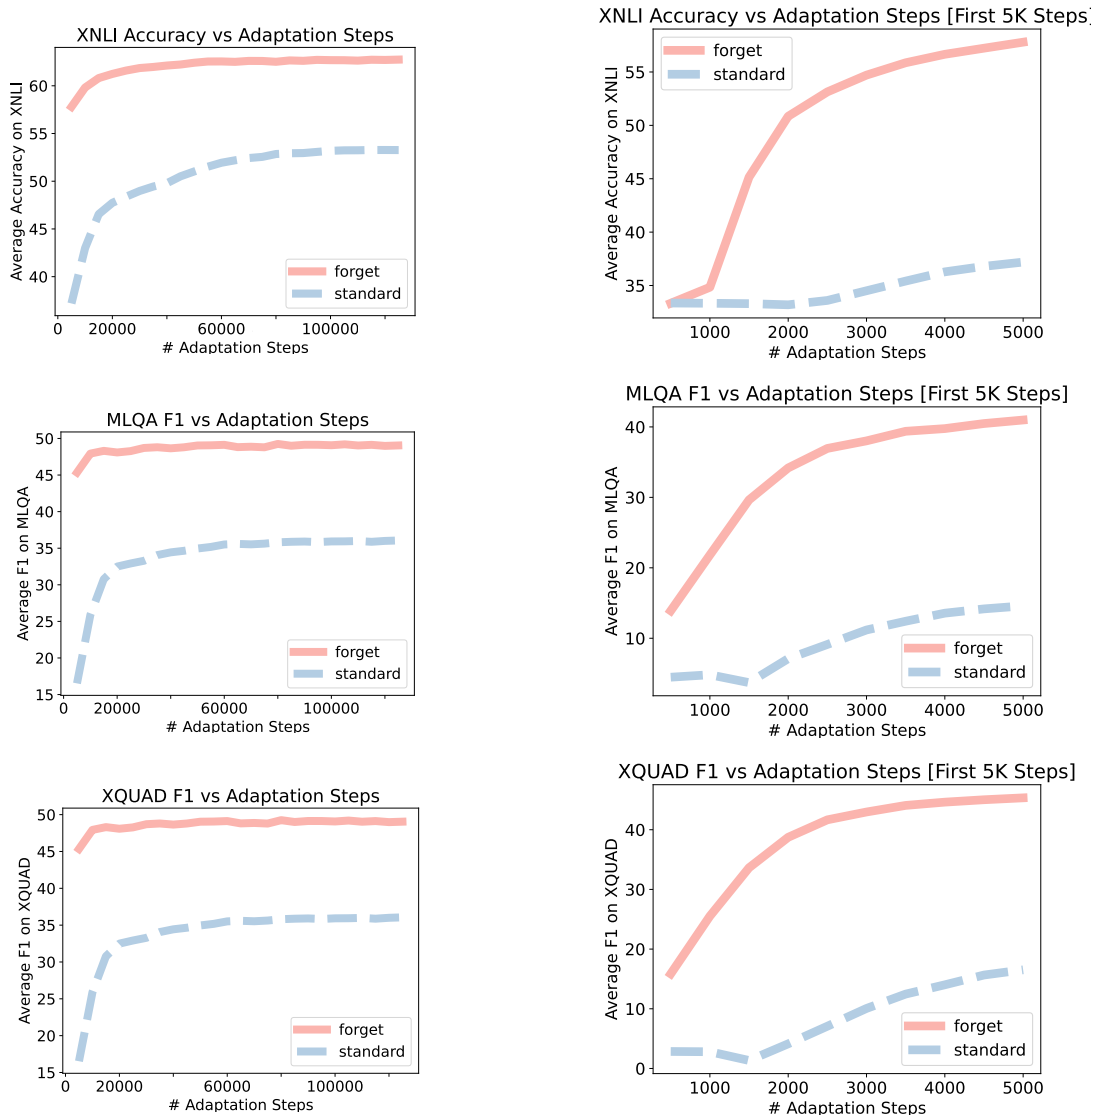 XNLI Accuracy vs Adaptation Steps
Average Accuracy on XNLI
60
55
50
45
40
forget
standard
0 20000 60000 100000
# Adaptation Steps
XNLI Accuracy vs Adaptation Steps [First 5K Steps]
Average Accuracy on XNLI
forget
standard
55
50
45
40
35
1000 2000 3000 4000 5000
# Adaptation Steps
MLQA F1 vs Adaptation Steps
Average F1 on MLQA
50
45
40
35
30
25
20
15
forget
standard
0 20000 60000 100000
# Adaptation Steps
MLQA F1 vs Adaptation Steps [First 5K Steps]
Average F1 on MLQA
40
30
20
10
forget
standard
1000 2000 3000 4000 5000
# Adaptation Steps
XQUAD F1 vs Adaptation Steps
Average F1 on XQUAD
50
45
40
35
30
25
20
15
forget
standard
0 20000 60000 100000
# Adaptation Steps
XQUAD F1 vs Adaptation Steps [First 5K Steps]
Average F1 on XQUAD
40
30
20
10
0
forget
standard
1000 2000 3000 4000 5000
# Adaptation Steps